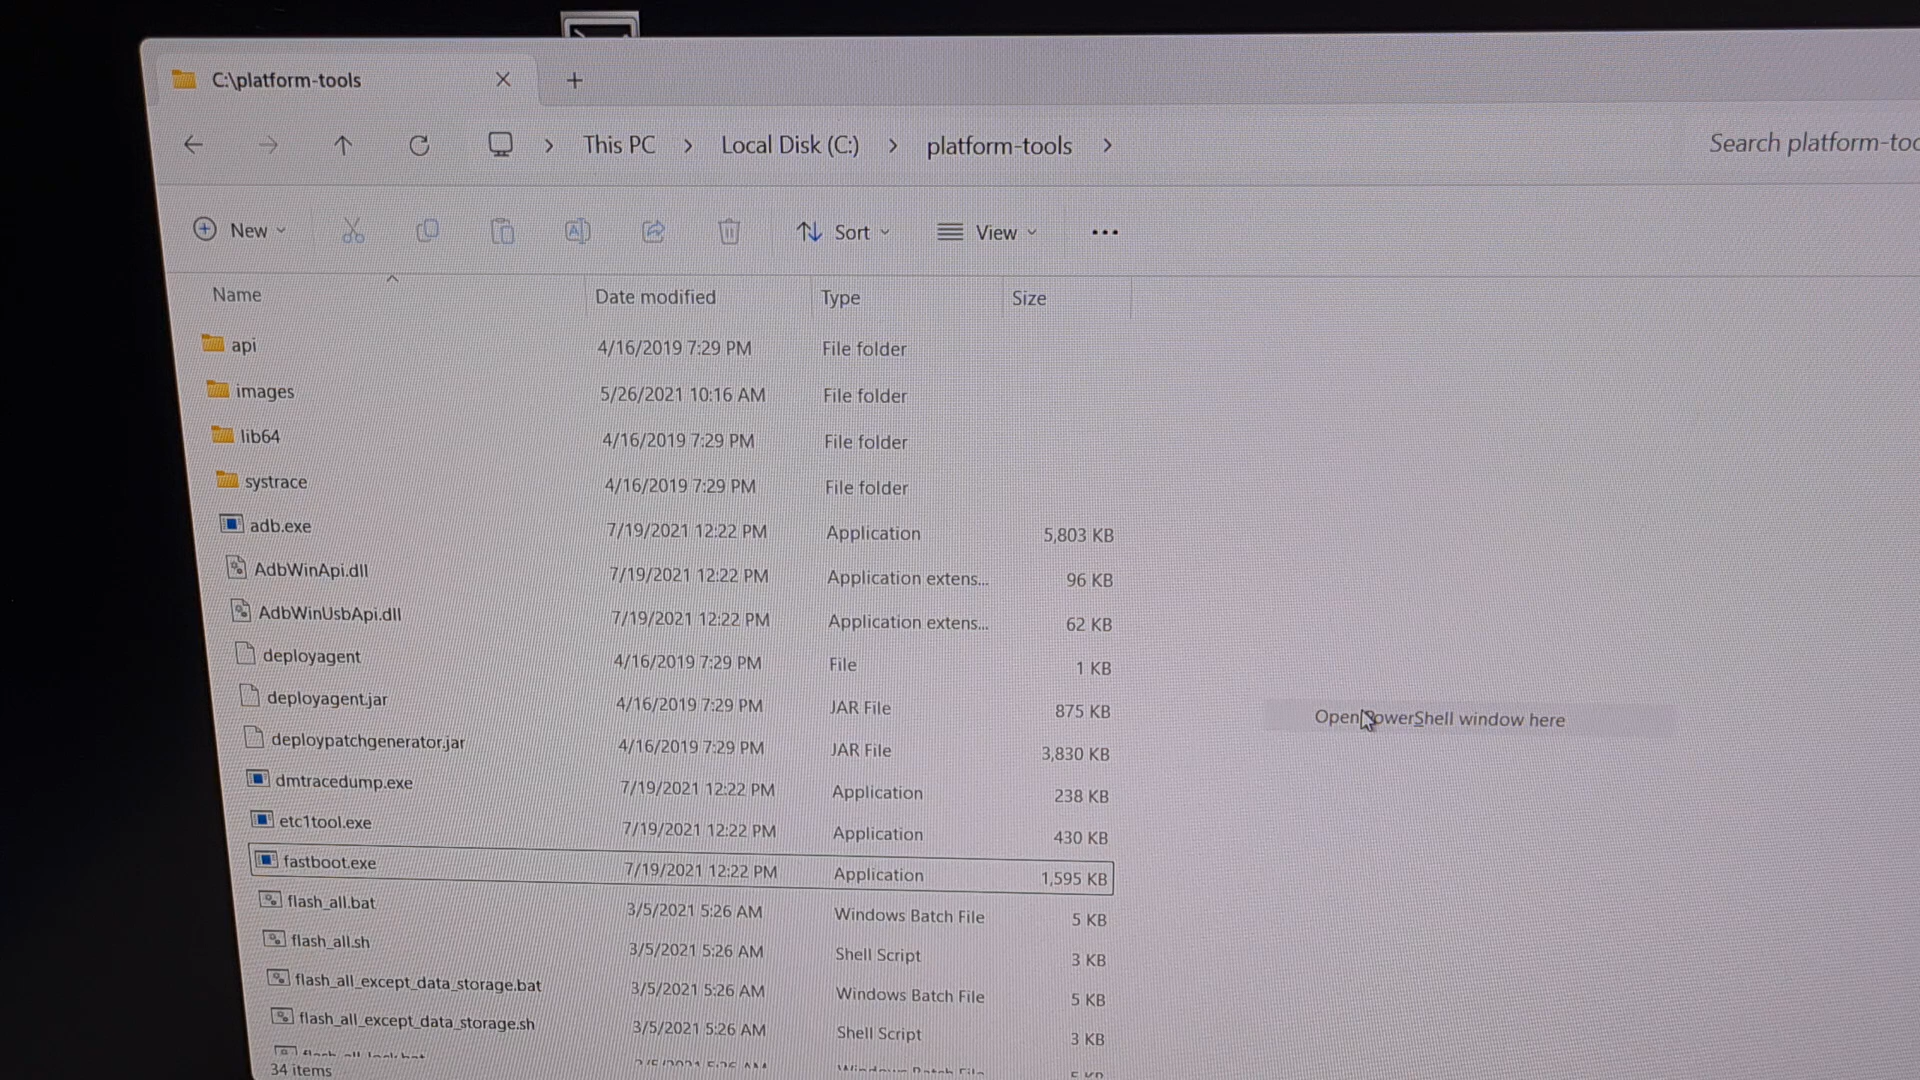 C:\platform-tools
This PC > Local Disk (C:) > platform-tools >
Search platform-too
New Sort View
Name Date modified Type Size
api 4/16/2019 7:29 PM File folder
images 5/26/2021 10:16 AM File folder
lib64 4/16/2019 7:29 PM File folder
systrace 4/16/2019 7:29 PM File folder
adb.exe 7/19/2021 12:22 PM Application 5,803 KB
AdbWinApi.dll 7/19/2021 12:22 PM Application extens... 96 KB
AdbWinUsbApi.dll 7/19/2021 12:22 PM Application extens... 62 KB
deployagent 4/16/2019 7:29 PM File 1 KB
deployagent.jar 4/16/2019 7:29 PM JAR File 875 KB
Open PowerShell window here
deploypatchgenerator.jar 4/16/2019 7:29 PM JAR File 3,830 KB
dmtracedump.exe 7/19/2021 12:22 PM Application 238 KB
etc1tool.exe 7/19/2021 12:22 PM Application 430 KB
fastboot.exe 7/19/2021 12:22 PM Application 1,595 KB
flash_all.bat 3/5/2021 5:26 AM Windows Batch File 5 KB
flash_all.sh 3/5/2021 5:26 AM Shell Script 3 KB
flash_all_except_data_storage.bat 3/5/2021 5:26 AM Windows Batch File 5 KB
flash_all_except_data_storage.sh 3/5/2021 5:26 AM Shell Script 3 KB
34 items